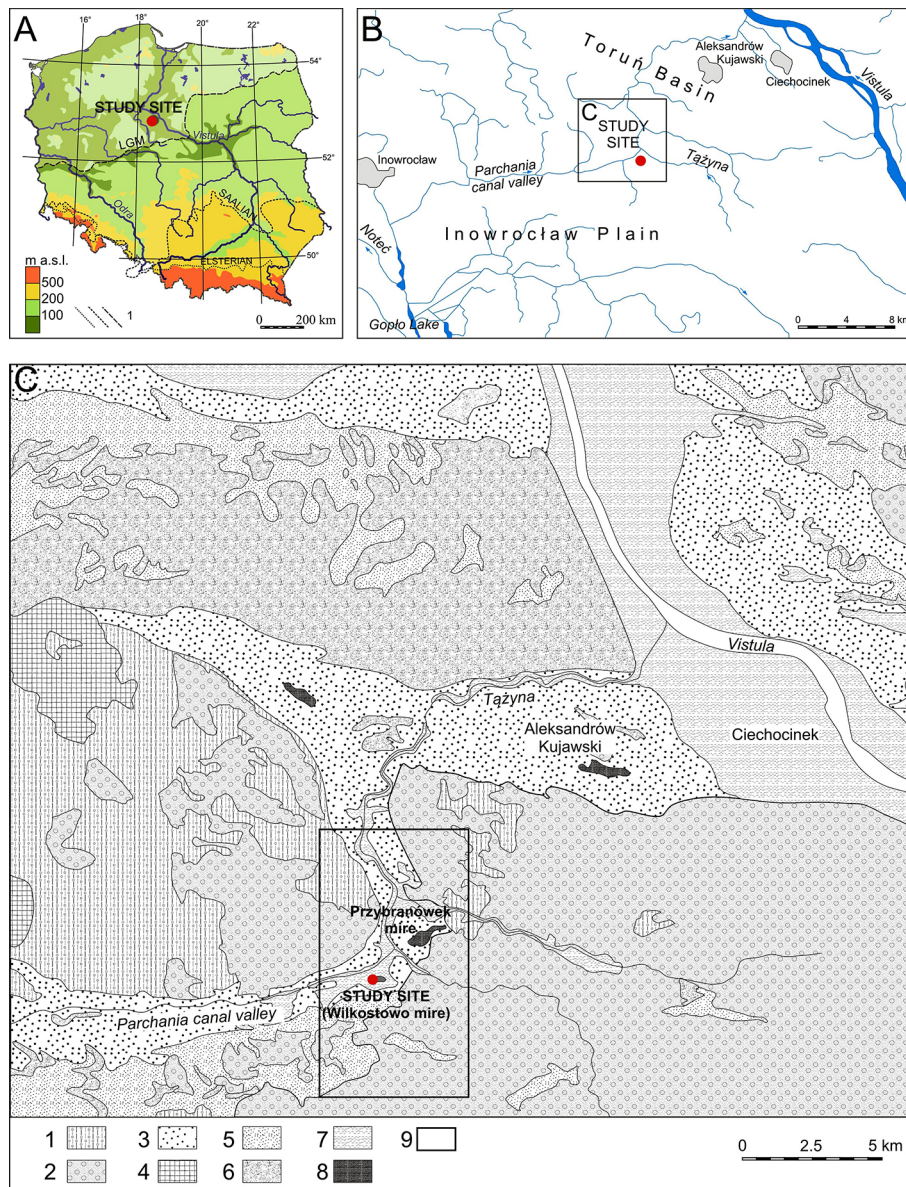 A
16°
18°
20°
22°
54°
STUDY SITE
Vistula
LGM
52°
Odra
SAALIAN
50°
ELSTERIAN
m a.s.l.
500
200
100
1
0 200 km
B
Toruń Basin
Aleksandrów
Kujawski
Ciechocinek
Vistula
C
STUDY
SITE
Inowrocław
Parchania
canal valley
Tążyna
Noteć
Inowrocław Plain
Gopło Lake
0 4 8 km
C
Vistula
Tążyna
Aleksandrów
Kujawski
Ciechocinek
Przybranówek
mire
STUDY SITE
(Wilkostowo mire)
Parchania canal valley
1 3 5 7 9
2 4 6 8
0 2.5 5 km